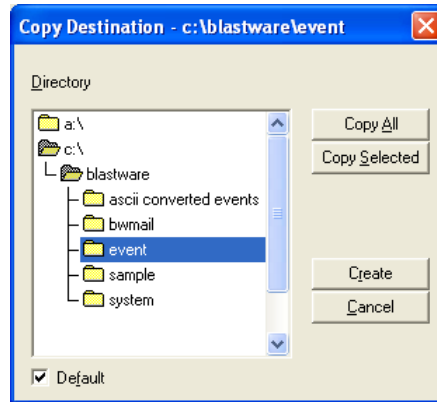 Copy Destination - c:\blastware\event
Directory
a:\
c:\
blastware
ascii converted events
bwmail
event
sample
system
Copy All
Copy Selected
Create
Cancel
Default